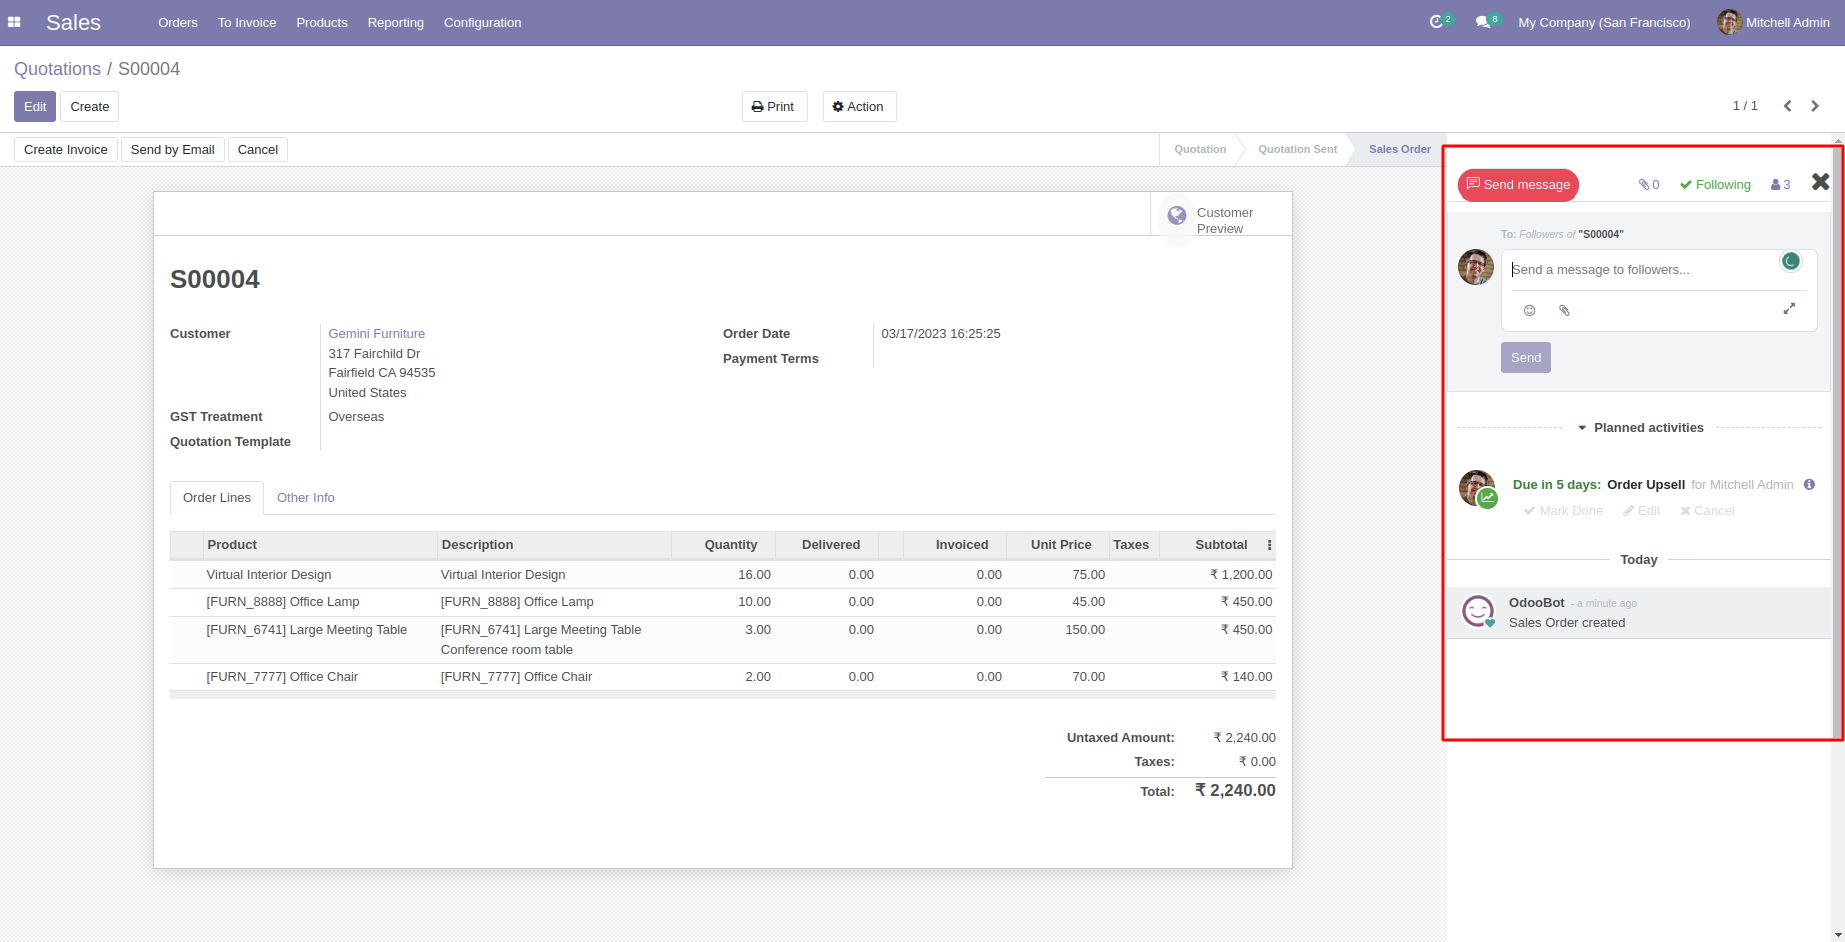 Sales Orders To Invoice Products Reporting Configuration 2 8 My Company (San Francisco) Mitchell Admin
Quotations / S00004
Edit Create Print Action 1 / 1
Create Invoice Send by Email Cancel Quotation Quotation Sent Sales Order
Customer
Preview
S00004
Customer Gemini Furniture
317 Fairchild Dr
Fairfield CA 94535
United States
GST Treatment Overseas
Quotation Template
Order Date 03/17/2023 16:25:25
Payment Terms
Order Lines Other Info
Product Description Quantity Delivered Invoiced Unit Price Taxes Subtotal
Virtual Interior Design Virtual Interior Design 16.00 0.00 0.00 75.00 ₹ 1,200.00
[FURN_8888] Office Lamp [FURN_8888] Office Lamp 10.00 0.00 0.00 45.00 ₹ 450.00
[FURN_6741] Large Meeting Table [FURN_6741] Large Meeting Table 3.00 0.00 0.00 150.00 ₹ 450.00
Conference room table
[FURN_7777] Office Chair [FURN_7777] Office Chair 2.00 0.00 0.00 70.00 ₹ 140.00
Untaxed Amount: ₹ 2,240.00
Taxes: ₹ 0.00
Total: ₹ 2,240.00
Send message 0 Following 3
To: Followers of "S00004"
Send a message to followers...
Send
Planned activities
Due in 5 days: Order Upsell for Mitchell Admin
Mark Done Edit Cancel
Today
OdooBot - a minute ago
Sales Order created